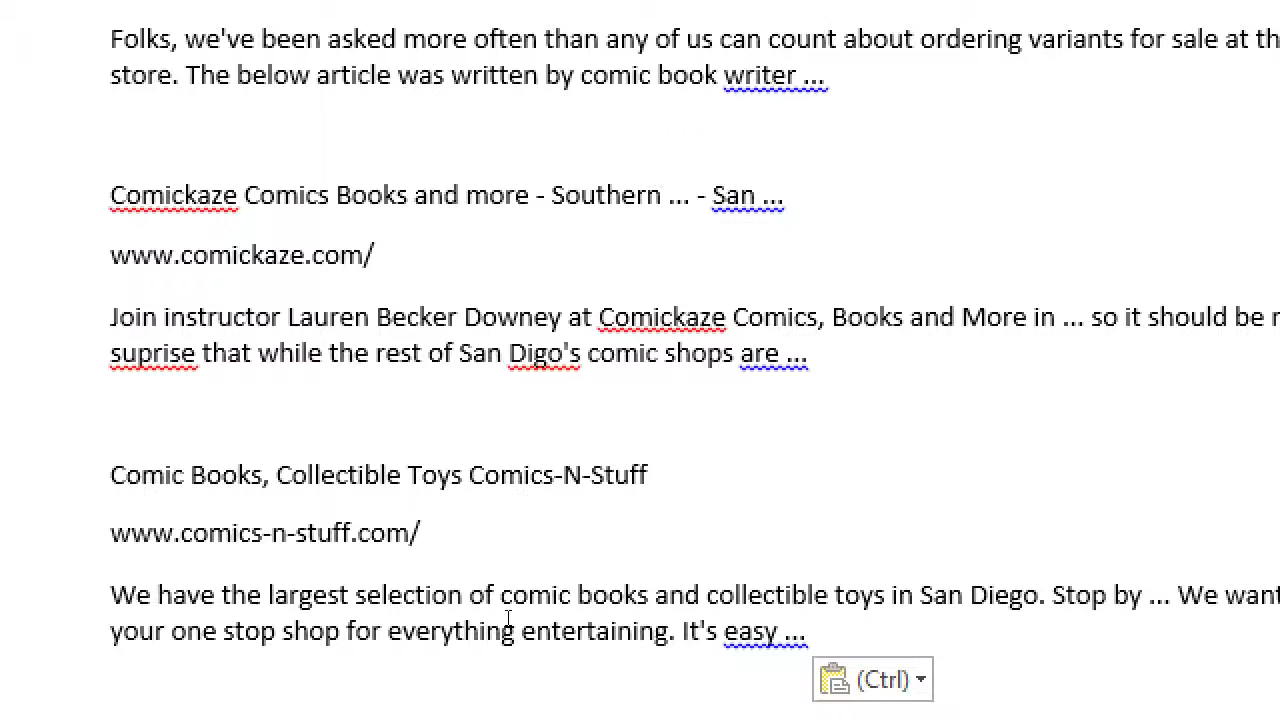 Folks, we've been asked more often than any of us can count about ordering variants for sale at
store. The below article was written by comic book writer ...
Comickaze Comics Books and more - Southern ... - San ...
www.comickaze.com/
Join instructor Lauren Becker Downey at Comickaze Comics, Books and More in ... so it should be
suprise that while the rest of San Digo's comic shops are ...
Comic Books, Collectible Toys Comics-N-Stuff
www.comics-n-stuff.com/
We have the largest selection of comic books and collectible toys in San Diego. Stop by ... We want
your one stop shop for everything entertaining. It's easy ...
(Ctrl)